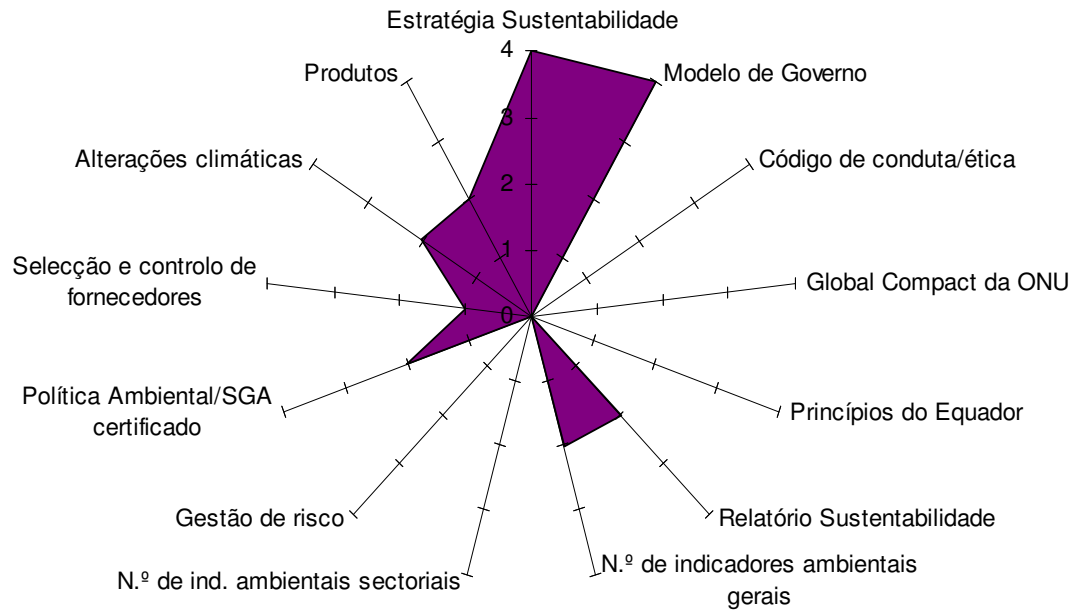 Estratégia Sustentabilidade
4
Produtos
Modelo de Governo
3
Alterações climáticas
Código de conduta/ética
2
1
Selecção e controlo de
fornecedores
Global Compact da ONU
0
Política Ambiental/SGA
certificado
Princípios do Equador
Gestão de risco
Relatório Sustentabilidade
N.º de ind. ambientais sectoriais
N.º de indicadores ambientais
gerais